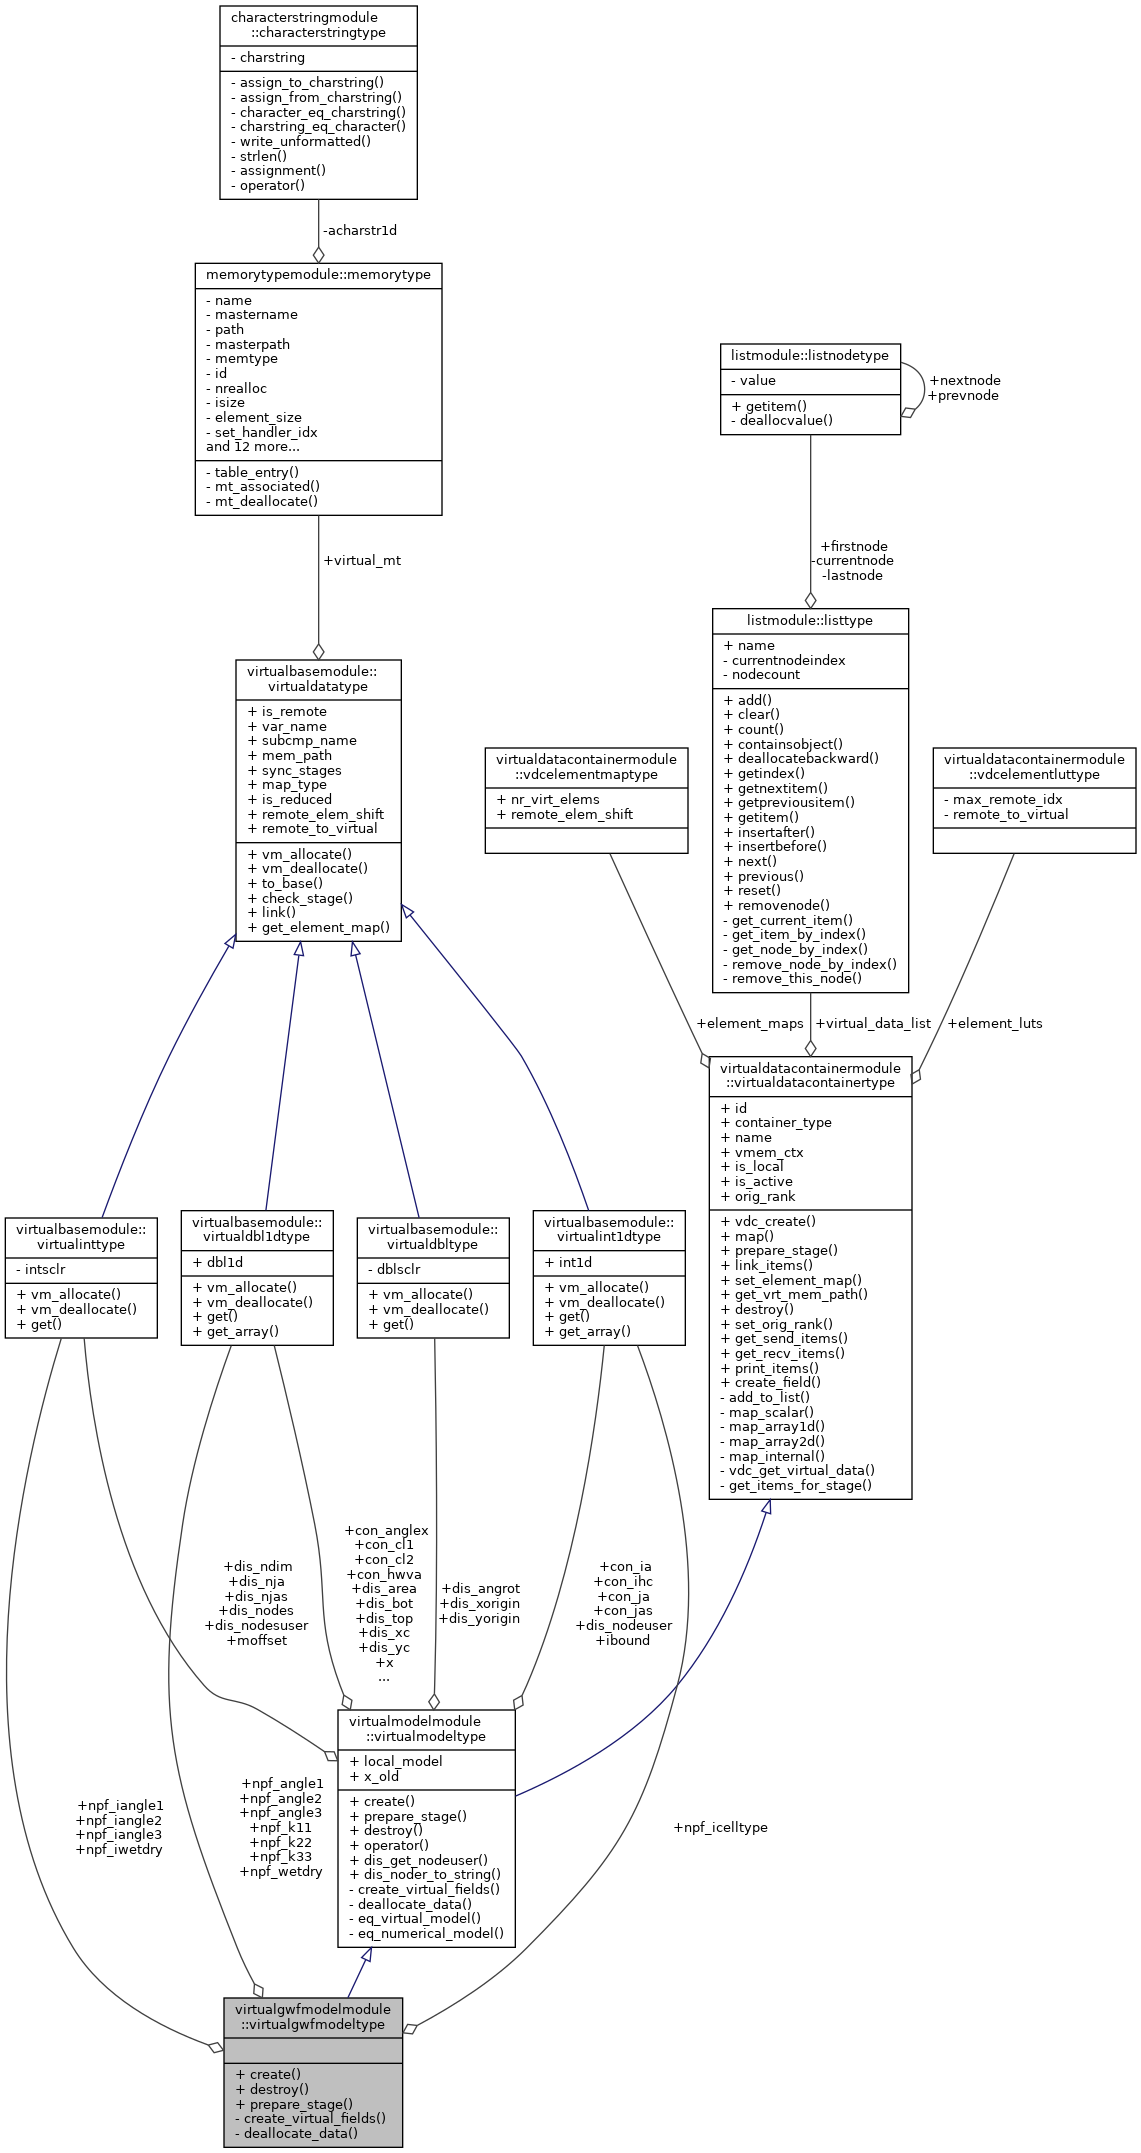 characterstringmodule
::characterstringtype
- charstring
- assign_to_charstring()
- assign_from_charstring()
- character_eq_charstring()
- charstring_eq_character()
- write_unformatted()
- strlen()
- assignment()
- operator()
-acharstr1d
memorytypemodule::memorytype
- name
- mastername
- path
- masterpath
- memtype
- id
- nrealloc
- isize
- element_size
- set_handler_idx
and 12 more...
- table_entry()
- mt_associated()
- mt_deallocate()
+virtual_mt
listmodule::listnodetype
- value
+ getitem()
- deallocvalue()
+nextnode
+prevnode
+firstnode
-currentnode
-lastnode
listmodule::listtype
+ name
- currentnodeindex
- nodecount
+ add()
+ clear()
+ count()
+ containsobject()
+ deallocatebackward()
+ getindex()
+ getnextitem()
+ getpreviousitem()
+ getitem()
+ insertafter()
+ insertbefore()
+ next()
+ previous()
+ reset()
+ removenode()
- get_current_item()
- get_item_by_index()
- get_node_by_index()
- remove_node_by_index()
- remove_this_node()
virtualbasemodule::
virtualdatatype
+ is_remote
+ var_name
+ subcmp_name
+ mem_path
+ sync_stages
+ map_type
+ is_reduced
+ remote_elem_shift
+ remote_to_virtual
+ vm_allocate()
+ vm_deallocate()
+ to_base()
+ check_stage()
+ link()
+ get_element_map()
virtualdatacontainermodule
::vdcelementmaptype
+ nr_virt_elems
+ remote_elem_shift
virtualdatacontainermodule
::vdcelementluttype
- max_remote_idx
- remote_to_virtual
+element_maps
+virtual_data_list
+element_luts
virtualdatacontainermodule
::virtualdatacontainertype
+ id
+ container_type
+ name
+ vmem_ctx
+ is_local
+ is_active
+ orig_rank
+ vdc_create()
+ map()
+ prepare_stage()
+ link_items()
+ set_element_map()
+ get_vrt_mem_path()
+ destroy()
+ set_orig_rank()
+ get_send_items()
+ get_recv_items()
+ print_items()
+ create_field()
- add_to_list()
- map_scalar()
- map_array1d()
- map_array2d()
- map_internal()
- vdc_get_virtual_data()
- get_items_for_stage()
virtualbasemodule::
virtualinttype
- intsclr
+ vm_allocate()
+ vm_deallocate()
+ get()
virtualbasemodule::
virtualdbl1dtype
+ dbl1d
+ vm_allocate()
+ vm_deallocate()
+ get()
+ get_array()
virtualbasemodule::
virtualdbltype
- dblsclr
+ vm_allocate()
+ vm_deallocate()
+ get()
virtualbasemodule::
virtualint1dtype
+ int1d
+ vm_allocate()
+ vm_deallocate()
+ get()
+ get_array()
+dis_ndim
+dis_nja
+dis_njas
+dis_nodes
+dis_nodesuser
+moffset
+con_anglex
+con_cl1
+con_cl2
+con_hwva
+dis_area
+dis_bot
+dis_top
+dis_xc
+dis_yc
+x
...
+dis_angrot
+dis_xorigin
+dis_yorigin
+con_ia
+con_ihc
+con_ja
+con_jas
+dis_nodeuser
+ibound
virtualmodelmodule
::virtualmodeltype
+ local_model
+ x_old
+ create()
+ prepare_stage()
+ destroy()
+ operator()
+ dis_get_nodeuser()
+ dis_noder_to_string()
- create_virtual_fields()
- deallocate_data()
- eq_virtual_model()
- eq_numerical_model()
+npf_iangle1
+npf_iangle2
+npf_iangle3
+npf_iwetdry
+npf_angle1
+npf_angle2
+npf_angle3
+npf_k11
+npf_k22
+npf_k33
+npf_wetdry
+npf_icelltype
virtualgwfmodelmodule
::virtualgwfmodeltype
+ create()
+ destroy()
+ prepare_stage()
- create_virtual_fields()
- deallocate_data()